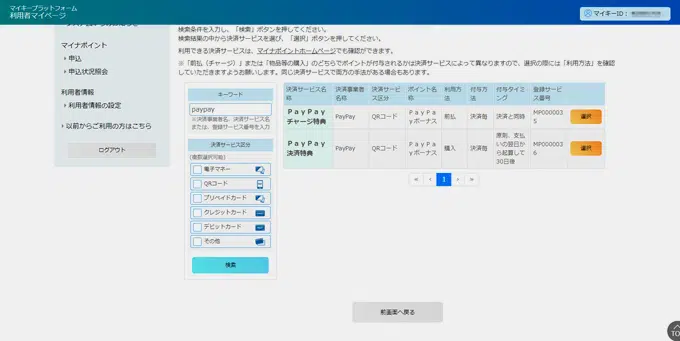 マイキープラットフォーム
利用者マイページ
マイキーID：
検索条件を入力し、「検索」ボタンを押してください。
検索結果の中から決済サービスを選び、「選択」ボタンを押してください。
利用できる決済サービスは、マイナポイントホームページでも確認ができます。
※「前払（チャージ）」または「物品等の購入」のどちらでポイントが付与されるかは決済サービスによって異なりますので、選択の際には「利用方法」を確認
していただきますようお願いします。同じ決済サービスで両方の手法がある場合もあります。
マイナポイント
› 申込
› 申込状況照会
利用者情報
› 利用者情報の設定
› 以前からご利用の方はこちら
ログアウト
キーワード
paypay
※決済事業者名、決済サービス名
または、登録サービス番号を入力
決済サービス区分
(複数選択可能)
電子マネー
QRコード
プリペイドカード
クレジットカード
デビットカード
その他
検索
決済サービス名称 決済事業者名称 決済サービス区分 ポイント名称 利用方法 付与方法 付与タイミング 登録サービス番号
ＰａｙＰａｙチャージ特典 PayPay QRコード ＰａｙＰａｙボーナス 前払 決済毎 決済と同時 MP0000035 選択
ＰａｙＰａｙ決済特典 PayPay QRコード ＰａｙＰａｙボーナス 購入 決済毎 原則、支払いの翌日から起算して30日後 MP0000036 選択
« ‹ 1 › »
前画面へ戻る
TO